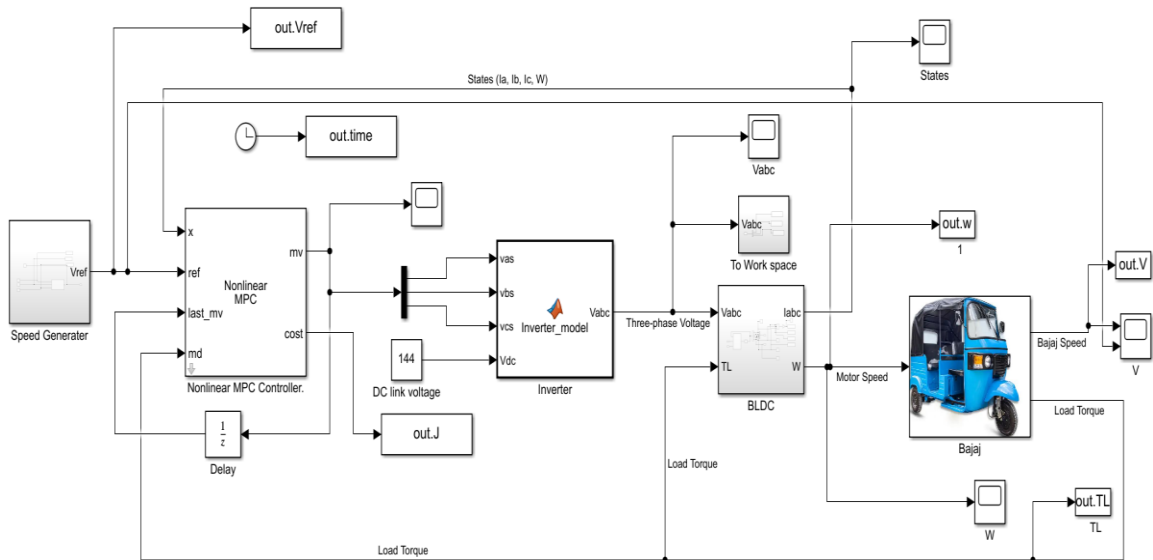 out.Vref
States
States (Ia, Ib, Ic, W)
out.time
Vabc
Vref
Speed Generater
x
ref
last_mv
md
Nonlinear
MPC
mv
cost
Nonlinear MPC Controller.
144
DC link voltage
vas
vbs
vcs
Vdc
Inverter_model
Vabc
Inverter
Three-phase Voltage
Vabc
To Work space
Vabc
TL
Iabc
W
BLDC
Motor Speed
out.w
1
out.V
Bajaj Speed
V
Load Torque
Bajaj
1
z
Delay
out.J
Load Torque
W
out.TL
TL
Load Torque